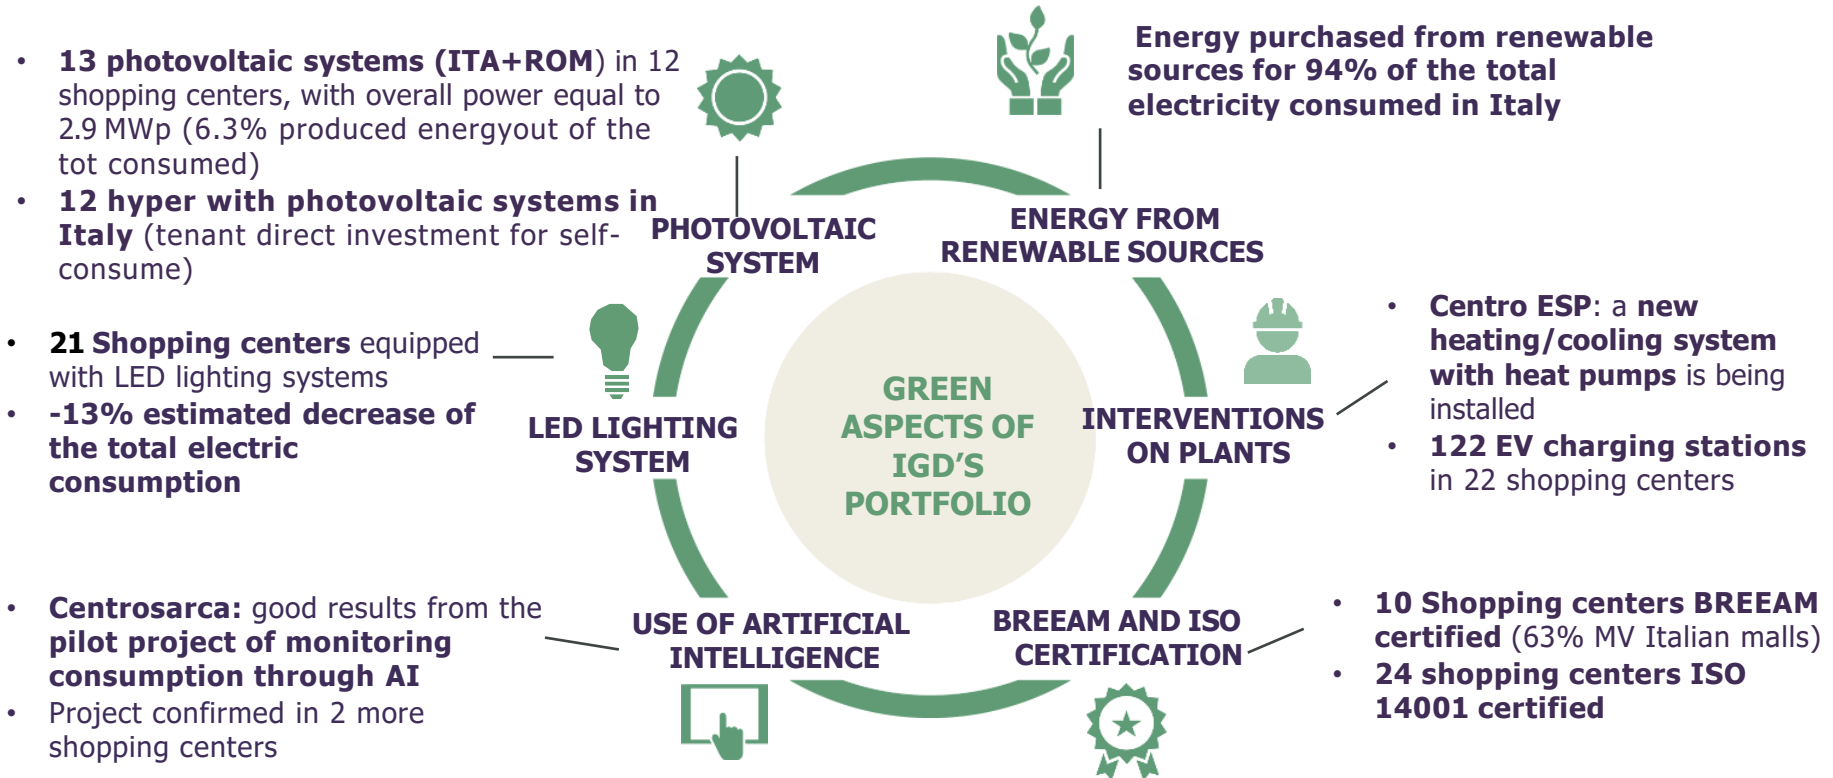 • 13 photovoltaic systems (ITA+ROM) in 12
shopping centers, with overall power equal to
2.9 MWp (6.3% produced energyout of the
tot consumed)
• 12 hyper with photovoltaic systems in
Italy (tenant direct investment for self-
consume)
PHOTOVOLTAIC
SYSTEM
Energy purchased from renewable
sources for 94% of the total
electricity consumed in Italy
ENERGY FROM
RENEWABLE SOURCES
• 21 Shopping centers equipped
with LED lighting systems
• -13% estimated decrease of
the total electric
consumption
LED LIGHTING
SYSTEM
GREEN
ASPECTS OF
IGD'S
PORTFOLIO
INTERVENTIONS
ON PLANTS
• Centro ESP: a new
heating/cooling system
with heat pumps is being
installed
• 122 EV charging stations
in 22 shopping centers
• Centrosarca: good results from the
pilot project of monitoring
consumption through AI
• Project confirmed in 2 more
shopping centers
USE OF ARTIFICIAL
INTELLIGENCE
BREEAM AND ISO
CERTIFICATION
• 10 Shopping centers BREEAM
certified (63% MV Italian malls)
• 24 shopping centers ISO
14001 certified